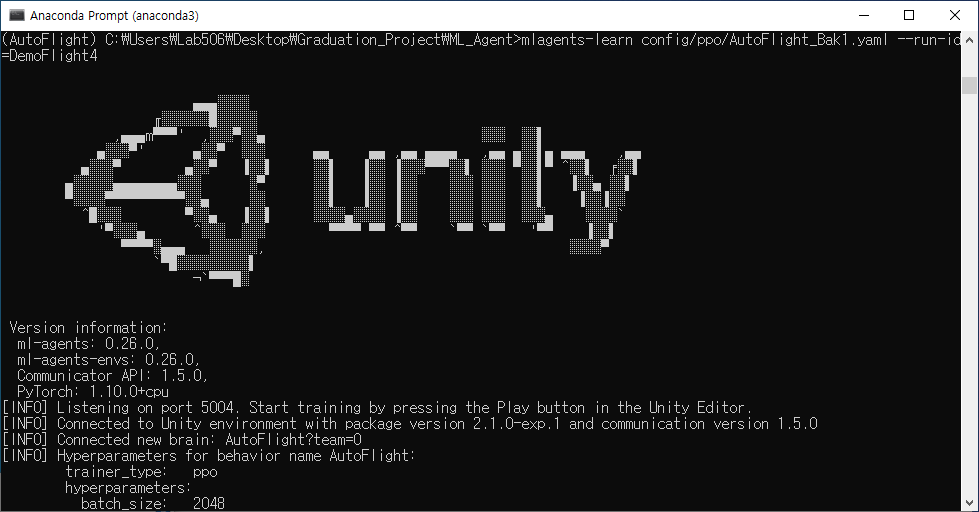 Anaconda Prompt (anaconda3)
(AutoFlight) C:₩Users₩Lab506₩Desktop₩Graduation_Project₩ML_Agent>mlagents-learn config/ppo/AutoFlight_Bak1.yaml --run-id
=DemoFlight4
unity
Version information:
ml-agents: 0.26.0,
ml-agents-envs: 0.26.0,
Communicator API: 1.5.0,
PyTorch: 1.10.0+cpu
[INFO] Listening on port 5004. Start training by pressing the Play button in the Unity Editor.
[INFO] Connected to Unity environment with package version 2.1.0-exp.1 and communication version 1.5.0
[INFO] Connected new brain: AutoFlight?team=0
[INFO] Hyperparameters for behavior name AutoFlight:
trainer_type: ppo
hyperparameters:
batch_size: 2048